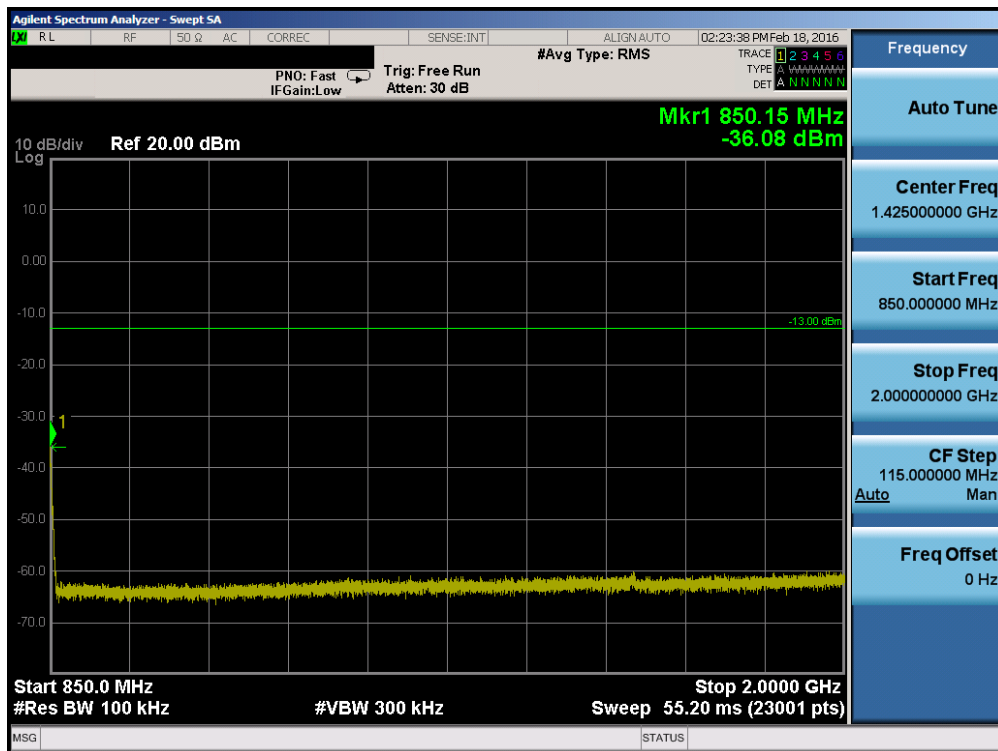 Agilent Spectrum Analyzer - Swept SA
LXI RL RF 50 Ω AC CORREC SENSE:INT ALIGN AUTO 02:23:38 PM Feb 18, 2016
Frequency
#Avg Type: RMS TRACE 1 2 3 4 5 6
PNO: Fast Trig: Free Run TYPE A WWWWW
IFGain:Low Atten: 30 dB DET A N N N N N
Auto Tune
Mkr1 850.15 MHz
10 dB/div Ref 20.00 dBm -36.08 dBm
Log
Center Freq
1.425000000 GHz
10.0
0.00
Start Freq
850.000000 MHz
-10.0
-13.00 dBm
-20.0
Stop Freq
2.000000000 GHz
-30.0
1
CF Step
115.000000 MHz
Auto Man
-40.0
-50.0
Freq Offset
0 Hz
-60.0
-70.0
Start 850.0 MHz Stop 2.0000 GHz
#Res BW 100 kHz #VBW 300 kHz Sweep 55.20 ms (23001 pts)
MSG STATUS